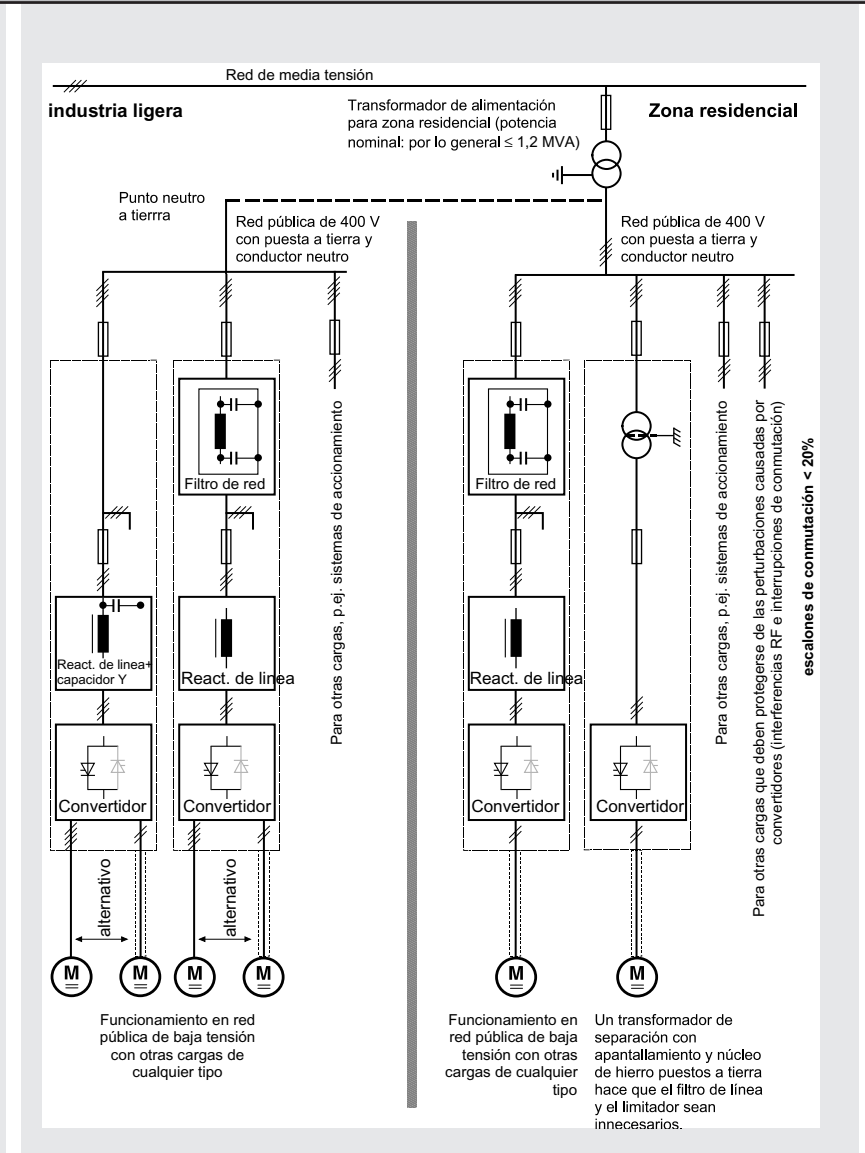 Red de media tensión
industria ligera
Transformador de alimentación
para zona residencial (potencia
nominal: por lo general ≤ 1,2 MVA)
Zona residencial
Punto neutro
a tierrra
Red pública de 400 V
con puesta a tierra y
conductor neutro
Red pública de 400 V
con puesta a tierra y
conductor neutro
Filtro de red
React. de linea+
capacidor Y
React. de linea
Convertidor
Convertidor
Para otras cargas, p.ej. sistemas de accionamiento
alternativo
alternativo
M
M
M
M
Funcionamiento en red
pública de baja tensión
con otras cargas de
cualquier tipo
Filtro de red
React. de linea
Convertidor
Convertidor
Para otras cargas, p.ej. sistemas de accionamiento
Para otras cargas que deben protegerse de las perturbaciones causadas por
convertidores (interferencias RF e interrupciones de conmutación)
escalones de conmutación < 20%
M
M
Funcionamiento en
red pública de baja
tensión con otras
cargas de cualquier
tipo
Un transformador de
separación con
apantallamiento y núcleo
de hierro puestos a tierra
hace que el filtro de línea
y el limitador sean
innecesarios.